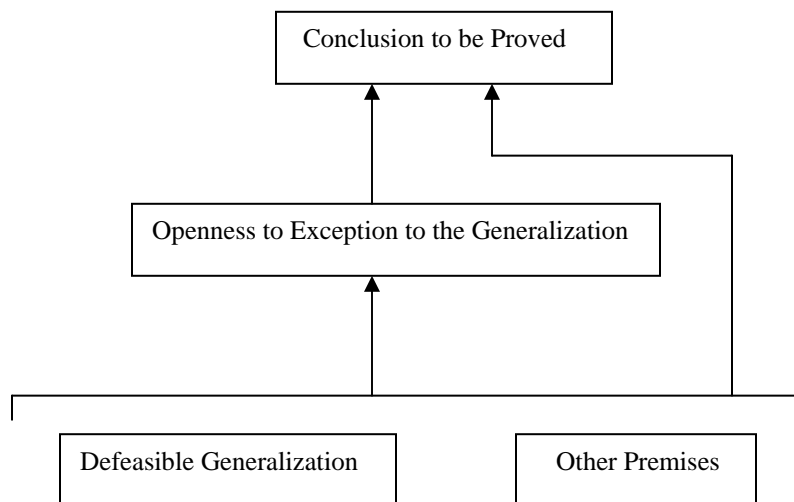 Conclusion to be Proved
Openness to Exception to the Generalization
Defeasible Generalization
Other Premises